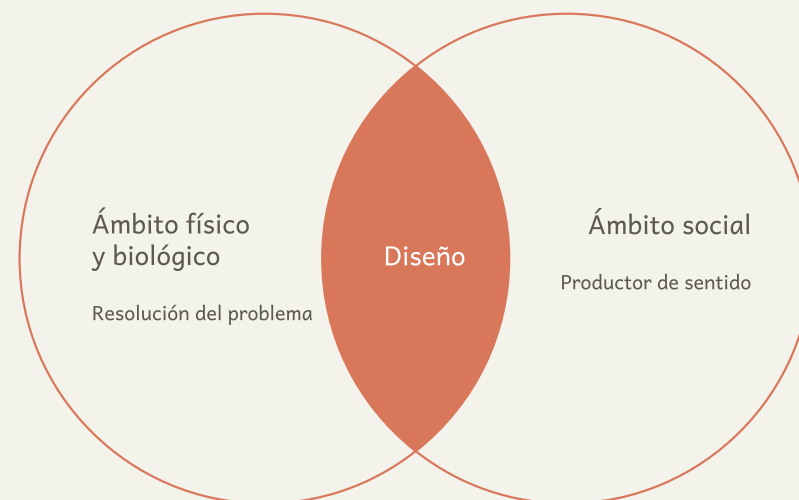 Ámbito físico
y biológico
Resolución del problema
Diseño
Ámbito social
Productor de sentido